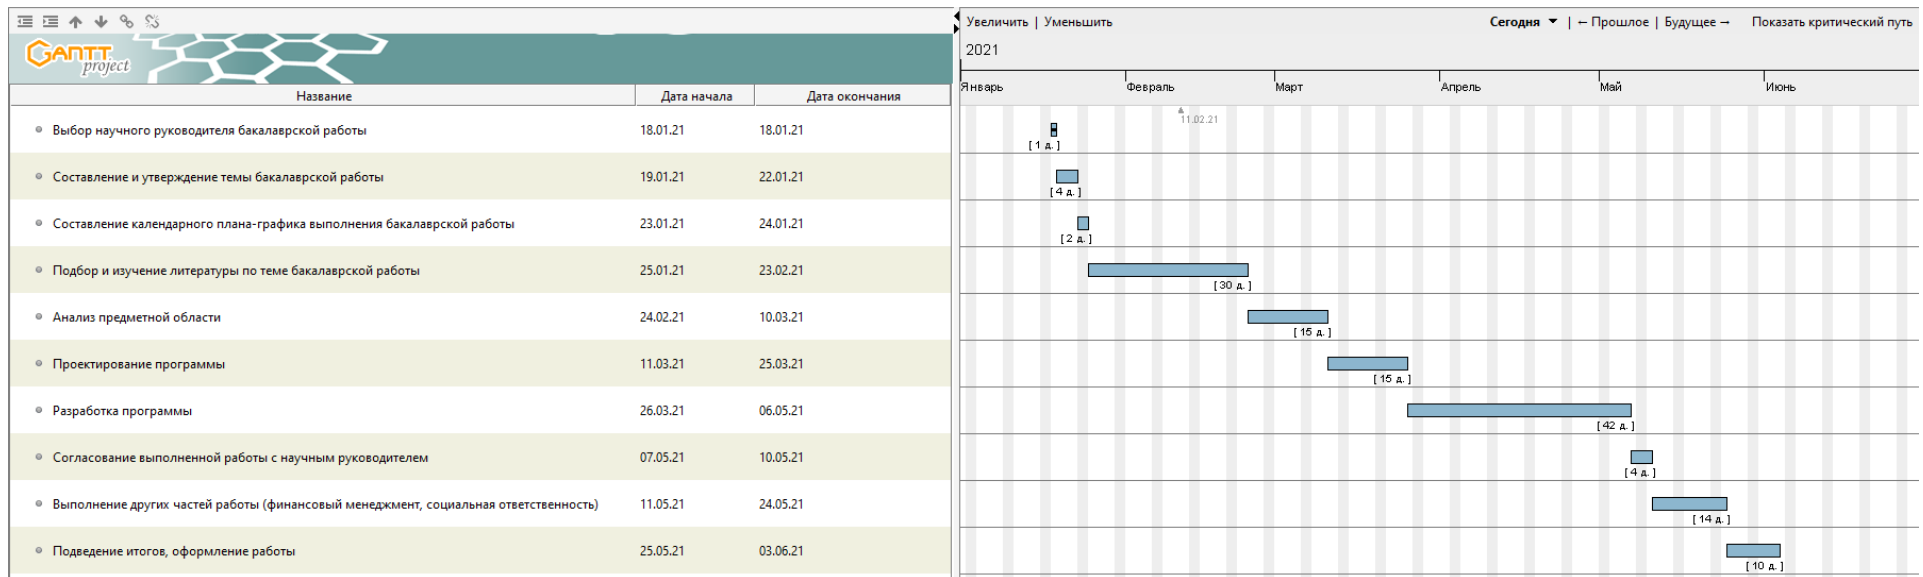 Увеличить | Уменьшить
Сегодня ▼ | ← Прошлое | Будущее → Показать критический путь
GANTT
project
2021
Январь Февраль Март Апрель Май Июнь
Название Дата начала Дата окончания
11.02.21
Выбор научного руководителя бакалаврской работы 18.01.21 18.01.21
[ 1 д. ]
Составление и утверждение темы бакалаврской работы 19.01.21 22.01.21
[ 4 д. ]
Составление календарного плана-графика выполнения бакалаврской работы 23.01.21 24.01.21
[ 2 д. ]
Подбор и изучение литературы по теме бакалаврской работы 25.01.21 23.02.21
[ 30 д. ]
Анализ предметной области 24.02.21 10.03.21
[ 15 д. ]
Проектирование программы 11.03.21 25.03.21
[ 15 д. ]
Разработка программы 26.03.21 06.05.21
[ 42 д. ]
Согласование выполненной работы с научным руководителем 07.05.21 10.05.21
[ 4 д. ]
Выполнение других частей работы (финансовый менеджмент, социальная ответственность) 11.05.21 24.05.21
[ 14 д. ]
Подведение итогов, оформление работы 25.05.21 03.06.21
[ 10 д. ]